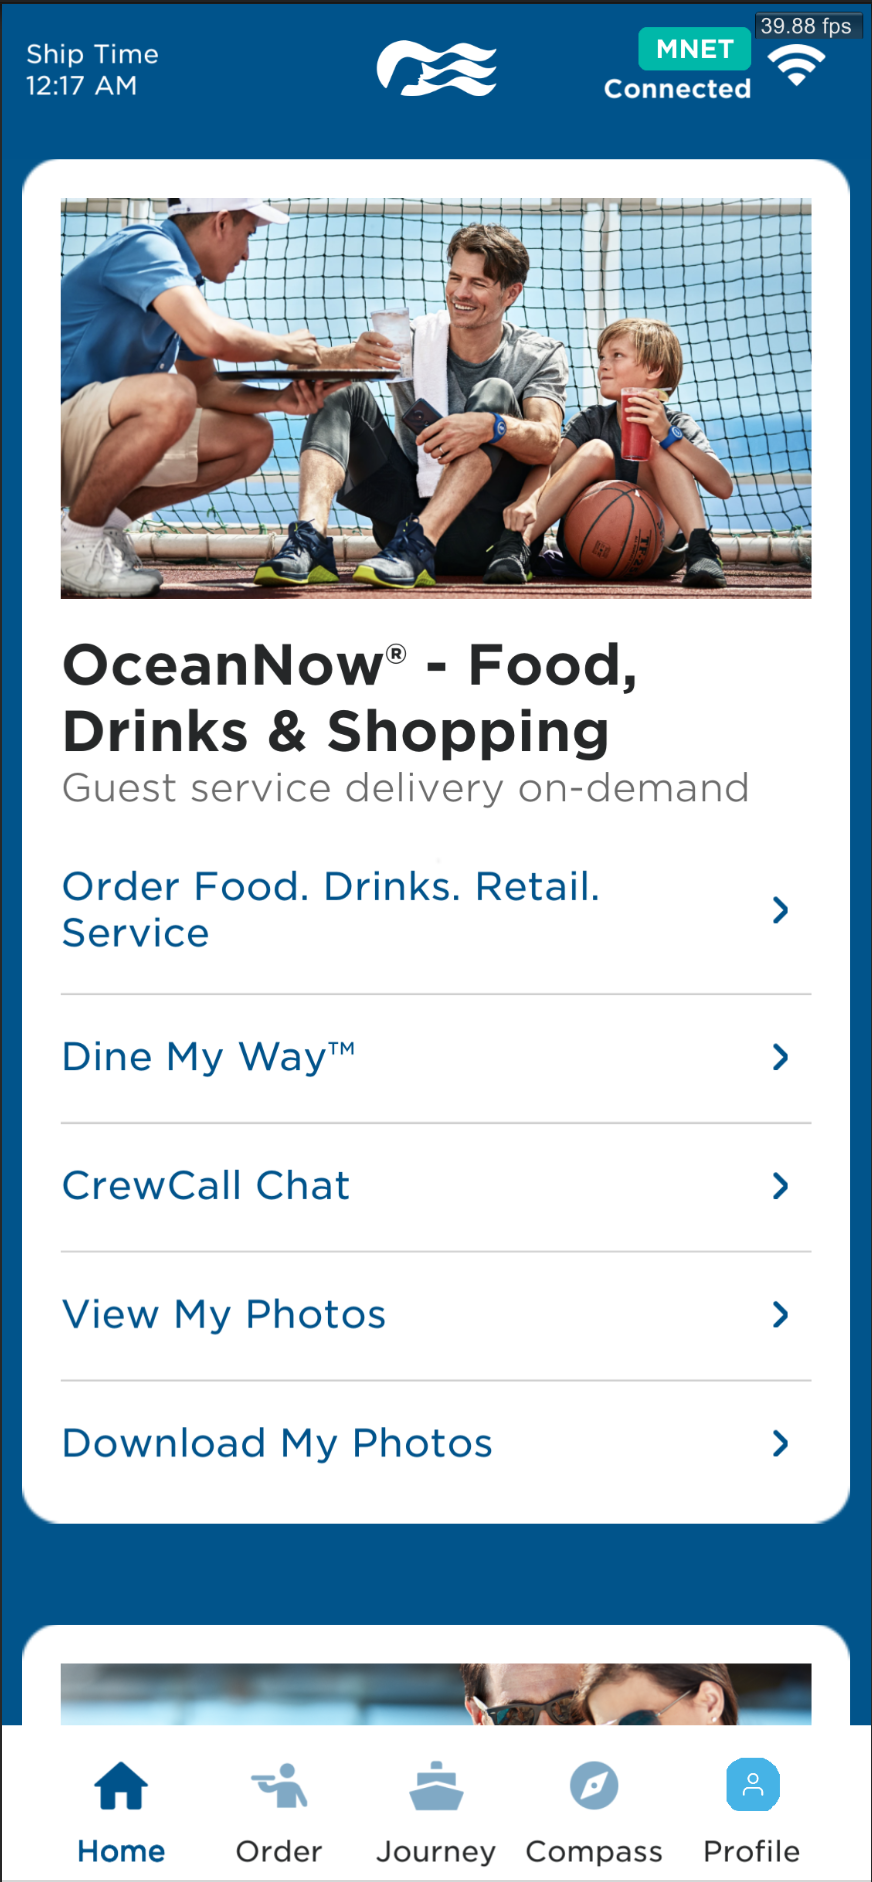 39.88 fps
Ship Time
12:17 AM
MNET
Connected
OceanNow® - Food,
Drinks & Shopping
Guest service delivery on-demand
Order Food. Drinks. Retail.
Service
Dine My Way™
CrewCall Chat
View My Photos
Download My Photos
Home
Order
Journey
Compass
Profile